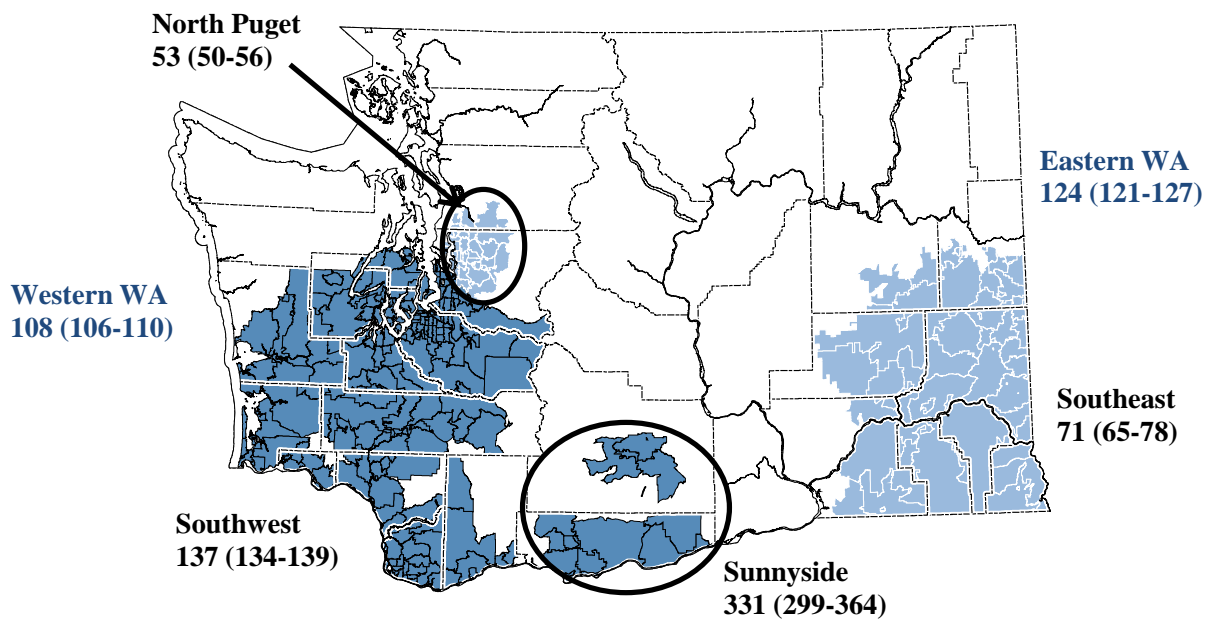 North Puget
53 (50-56)
Eastern WA
124 (121-127)
Western WA
108 (106-110)
Southeast
71 (65-78)
Southwest
137 (134-139)
Sunnyside
331 (299-364)